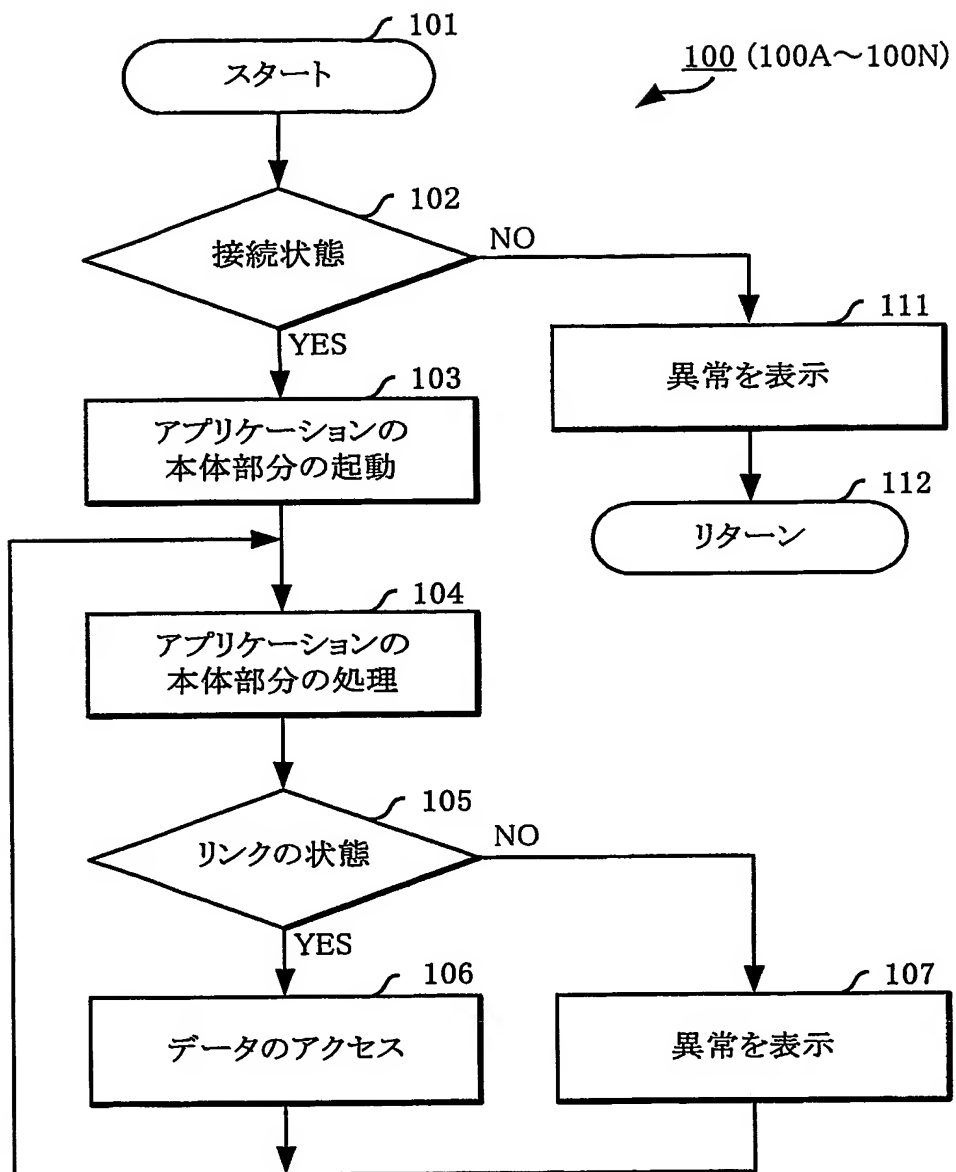 101
スタート
100 (100A～100N)
102
接続状態
NO
YES
111
異常を表示
103
アプリケーションの
本体部分の起動
112
リターン
104
アプリケーションの
本体部分の処理
105
リンクの状態
NO
YES
106
データのアクセス
107
異常を表示